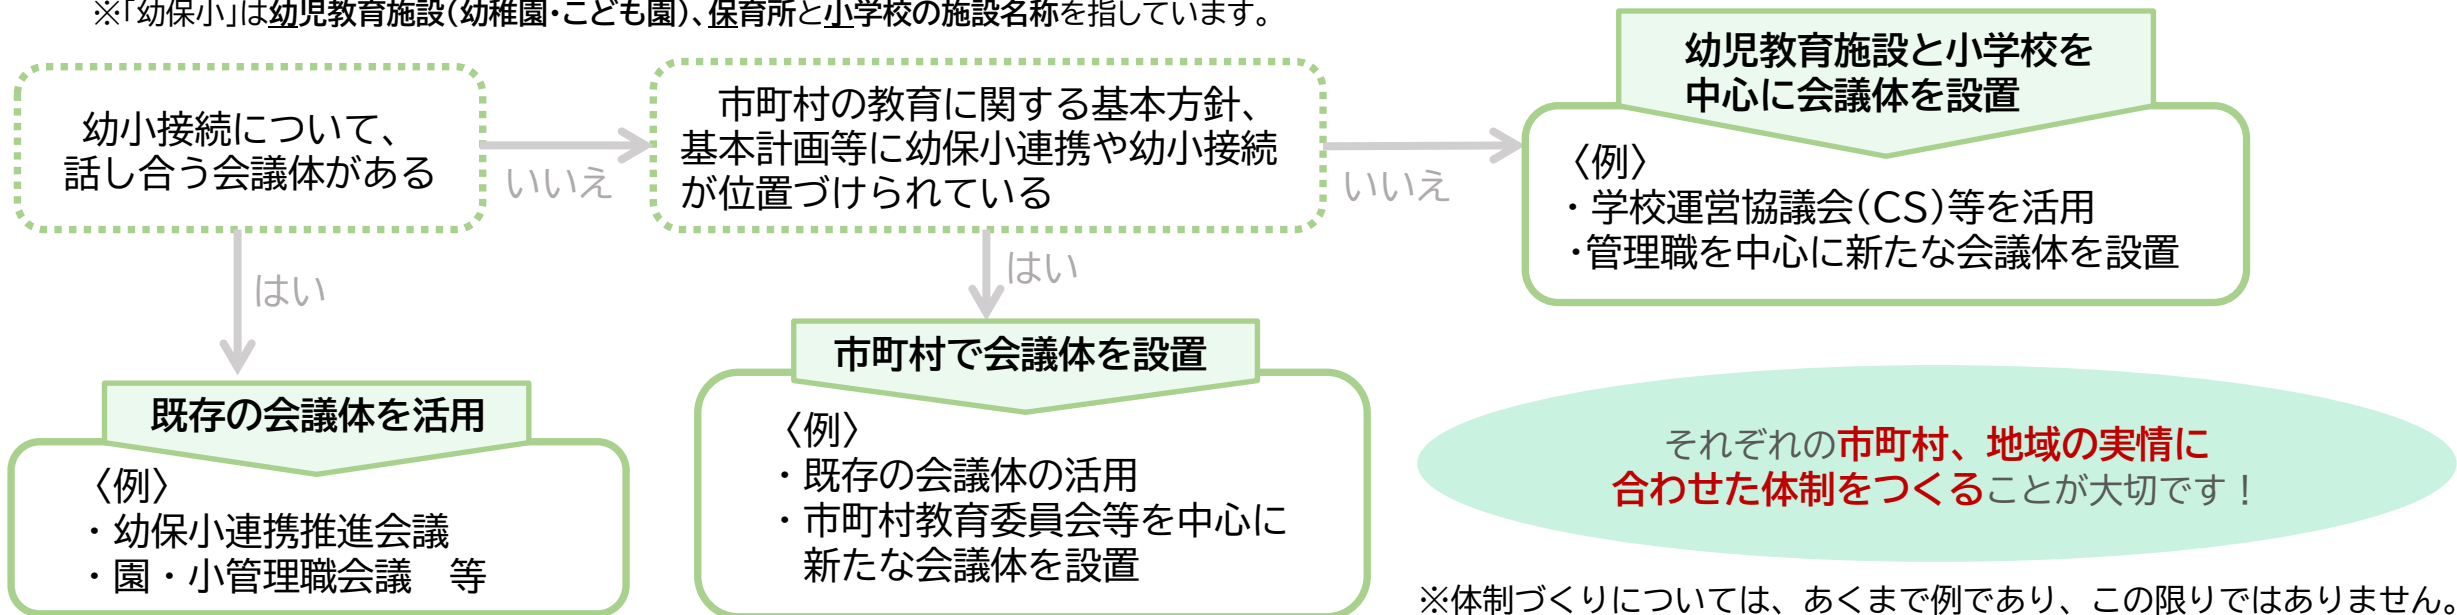 ※「幼保小」は幼児教育施設（幼稚園・こども園）、保育所と小学校の施設名称を指しています。
幼小接続について、
話し合う会議体がある
いいえ
はい
市町村の教育に関する基本方針、
基本計画等に幼保小連携や幼小接続
が位置づけられている
いいえ
はい
幼児教育施設と小学校を
中心に会議体を設置
〈例〉
・学校運営協議会（CS）等を活用
・管理職を中心に新たな会議体を設置
既存の会議体を活用
〈例〉
・幼保小連携推進会議
・園・小管理職会議　等
市町村で会議体を設置
〈例〉
・既存の会議体の活用
・市町村教育委員会等を中心に
新たな会議体を設置
それぞれの市町村、地域の実情に
合わせた体制をつくることが大切です！
※体制づくりについては、あくまで例であり、この限りではありません。